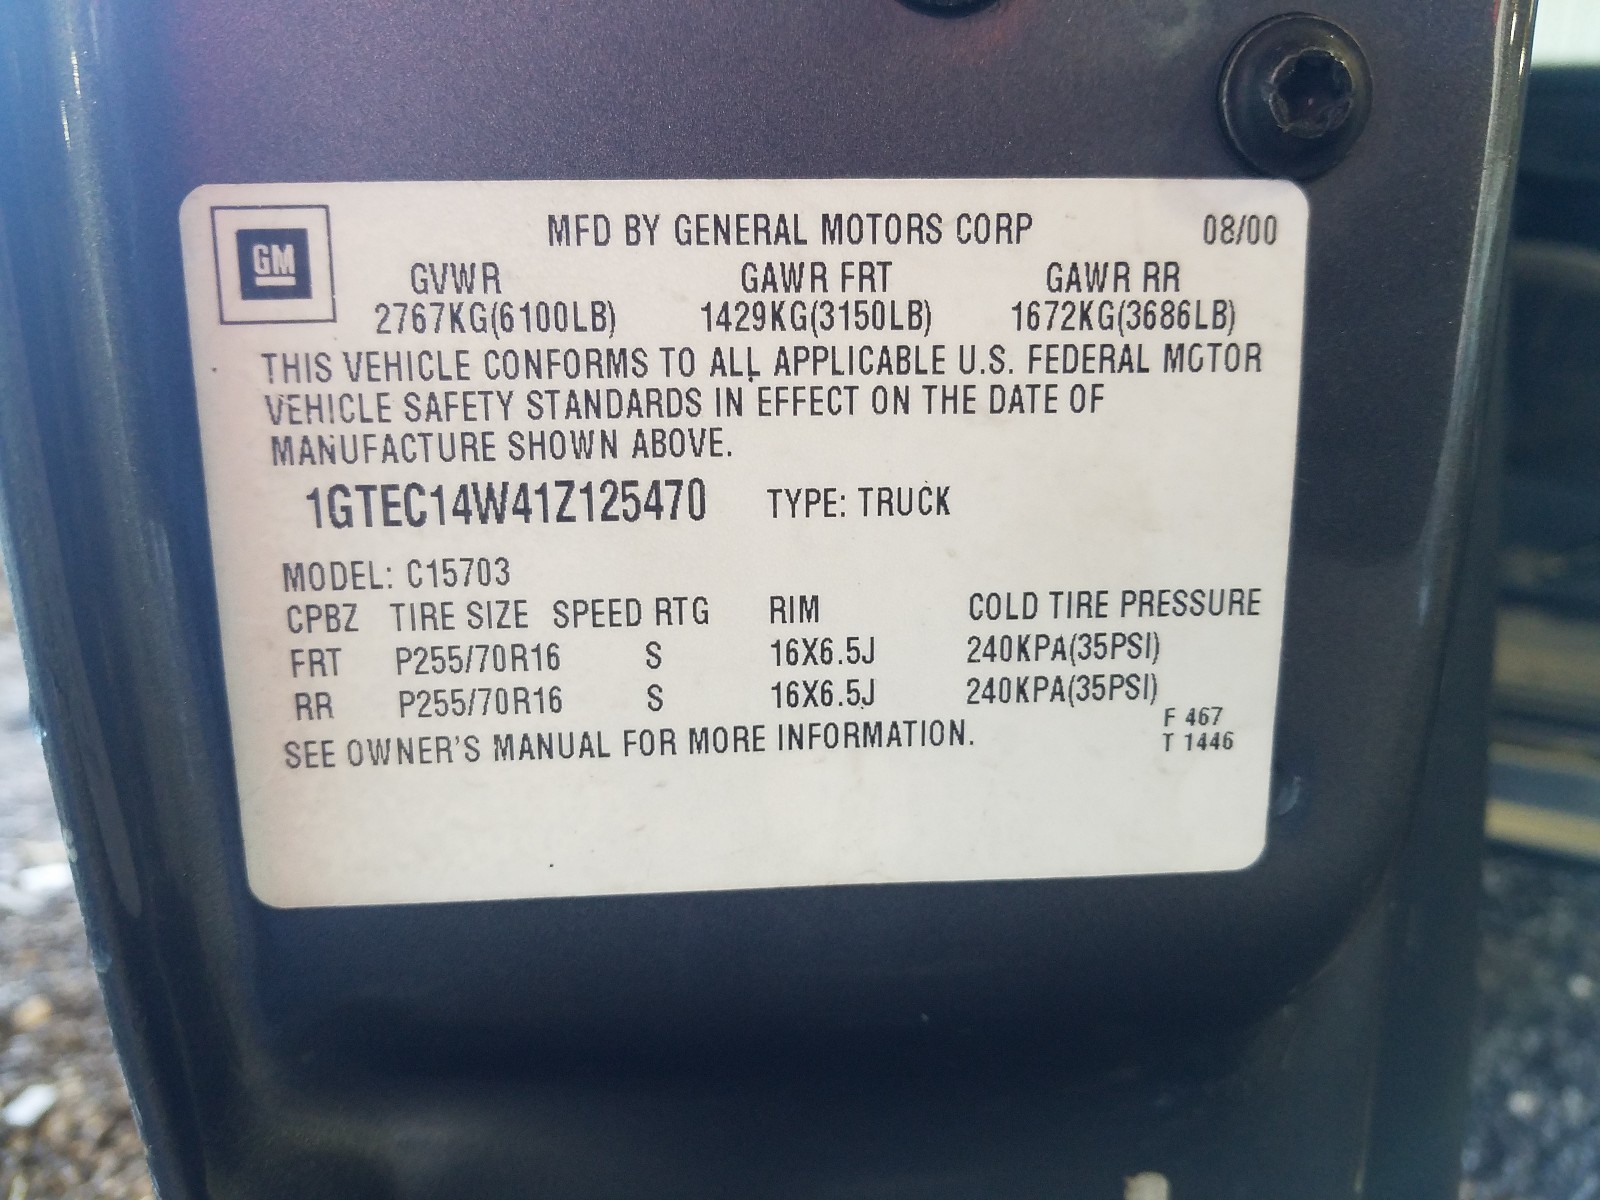 GM
MFD BY GENERAL MOTORS CORP 08/00
GVWR GAWR FRT GAWR RR
2767KG(6100LB) 1429KG(3150LB) 1672KG(3686LB)
THIS VEHICLE CONFORMS TO ALL APPLICABLE U.S. FEDERAL MOTOR
VEHICLE SAFETY STANDARDS IN EFFECT ON THE DATE OF
MANUFACTURE SHOWN ABOVE.
1GTEC14W41Z125470 TYPE: TRUCK
MODEL: C15703
CPBZ TIRE SIZE SPEED RTG RIM COLD TIRE PRESSURE
FRT P255/70R16 S 16X6.5J 240KPA(35PSI)
RR P255/70R16 S 16X6.5J 240KPA(35PSI)
SEE OWNER'S MANUAL FOR MORE INFORMATION.
F 467
T 1446